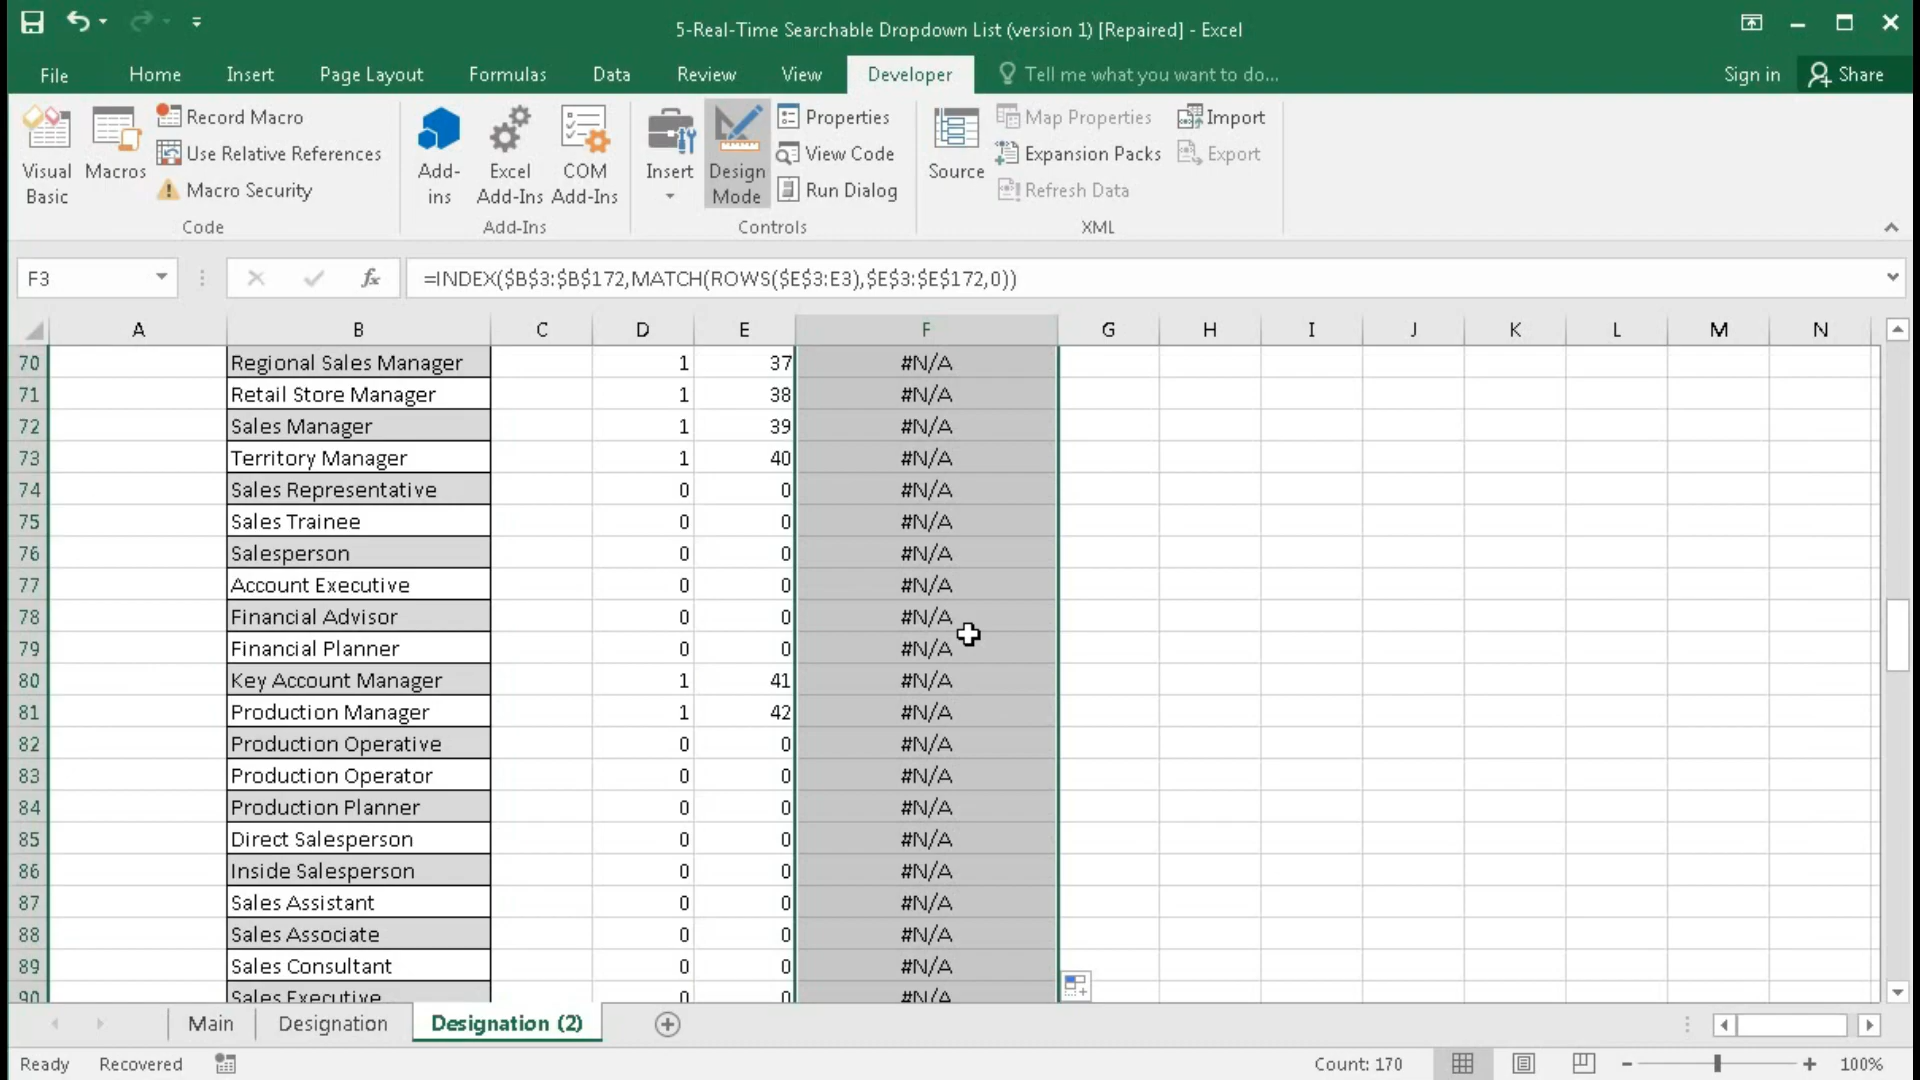 5-Real-Time Searchable Dropdown List (version 1) [Repaired] - Excel
File Home Insert Page Layout Formulas Data Review View Developer Tell me what you want to do... Sign in Share
Visual Basic
Macros
Record Macro
Use Relative References
Macro Security
Code
Add-ins
Excel Add-Ins
COM Add-Ins
Add-Ins
Insert
Design Mode
Properties
View Code
Run Dialog
Controls
Source
Map Properties
Expansion Packs
Refresh Data
Import
Export
XML
F3 fx =INDEX($B$3:$B$172,MATCH(ROWS($E$3:E3),$E$3:$E$172,0))
A B C D E F G H I J K L M N
70 Regional Sales Manager 1 37 #N/A
71 Retail Store Manager 1 38 #N/A
72 Sales Manager 1 39 #N/A
73 Territory Manager 1 40 #N/A
74 Sales Representative 0 0 #N/A
75 Sales Trainee 0 0 #N/A
76 Salesperson 0 0 #N/A
77 Account Executive 0 0 #N/A
78 Financial Advisor 0 0 #N/A
79 Financial Planner 0 0 #N/A
80 Key Account Manager 1 41 #N/A
81 Production Manager 1 42 #N/A
82 Production Operative 0 0 #N/A
83 Production Operator 0 0 #N/A
84 Production Planner 0 0 #N/A
85 Direct Salesperson 0 0 #N/A
86 Inside Salesperson 0 0 #N/A
87 Sales Assistant 0 0 #N/A
88 Sales Associate 0 0 #N/A
89 Sales Consultant 0 0 #N/A
90 Sales Executive 0 0 #N/A
Main Designation Designation (2)
Ready Recovered Count: 170 100%